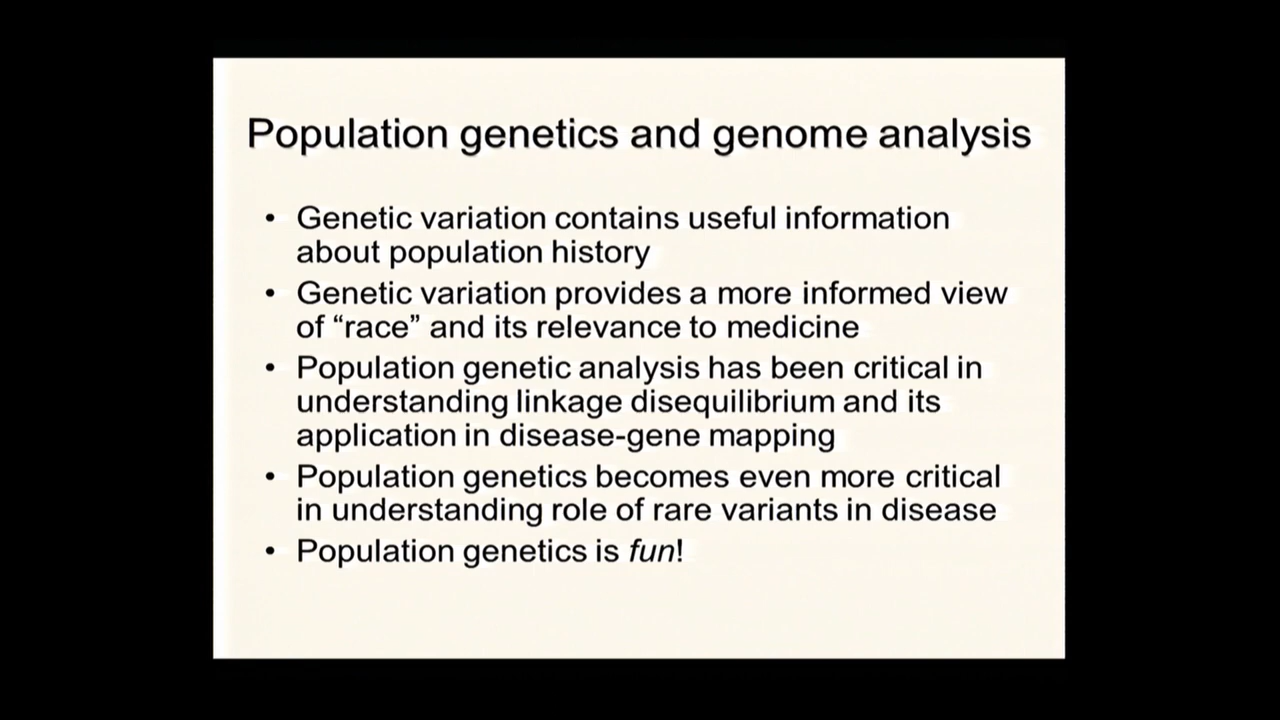 Population genetics and genome analysis
• Genetic variation contains useful information
about population history
• Genetic variation provides a more informed view
of “race” and its relevance to medicine
• Population genetic analysis has been critical in
understanding linkage disequilibrium and its
application in disease-gene mapping
• Population genetics becomes even more critical
in understanding role of rare variants in disease
• Population genetics is fun!